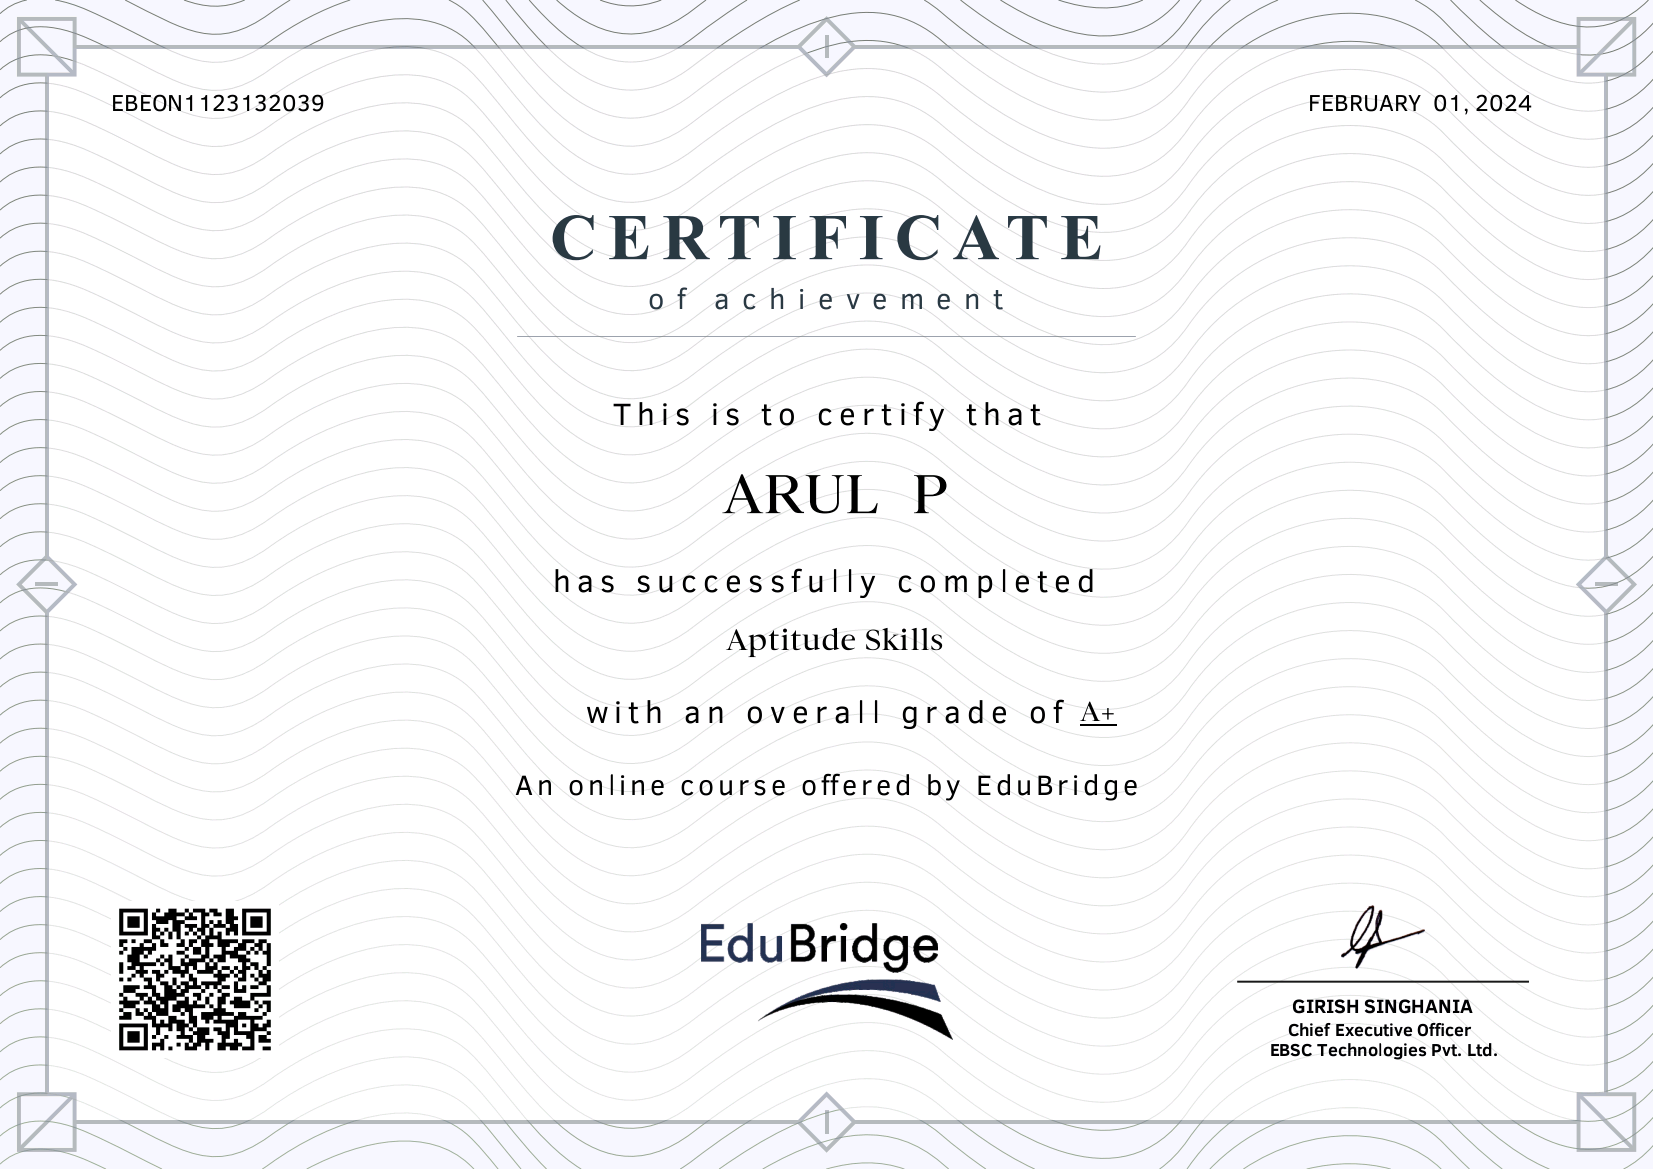 EBEON1123132039
FEBRUARY 01, 2024
CERTIFICATE
of achievement
This is to certify that
ARUL P
has successfully completed
Aptitude Skills
with an overall grade of A+
An online course offered by EduBridge
EduBridge
GIRISH SINGHANIA
Chief Executive Officer
EBSC Technologies Pvt. Ltd.